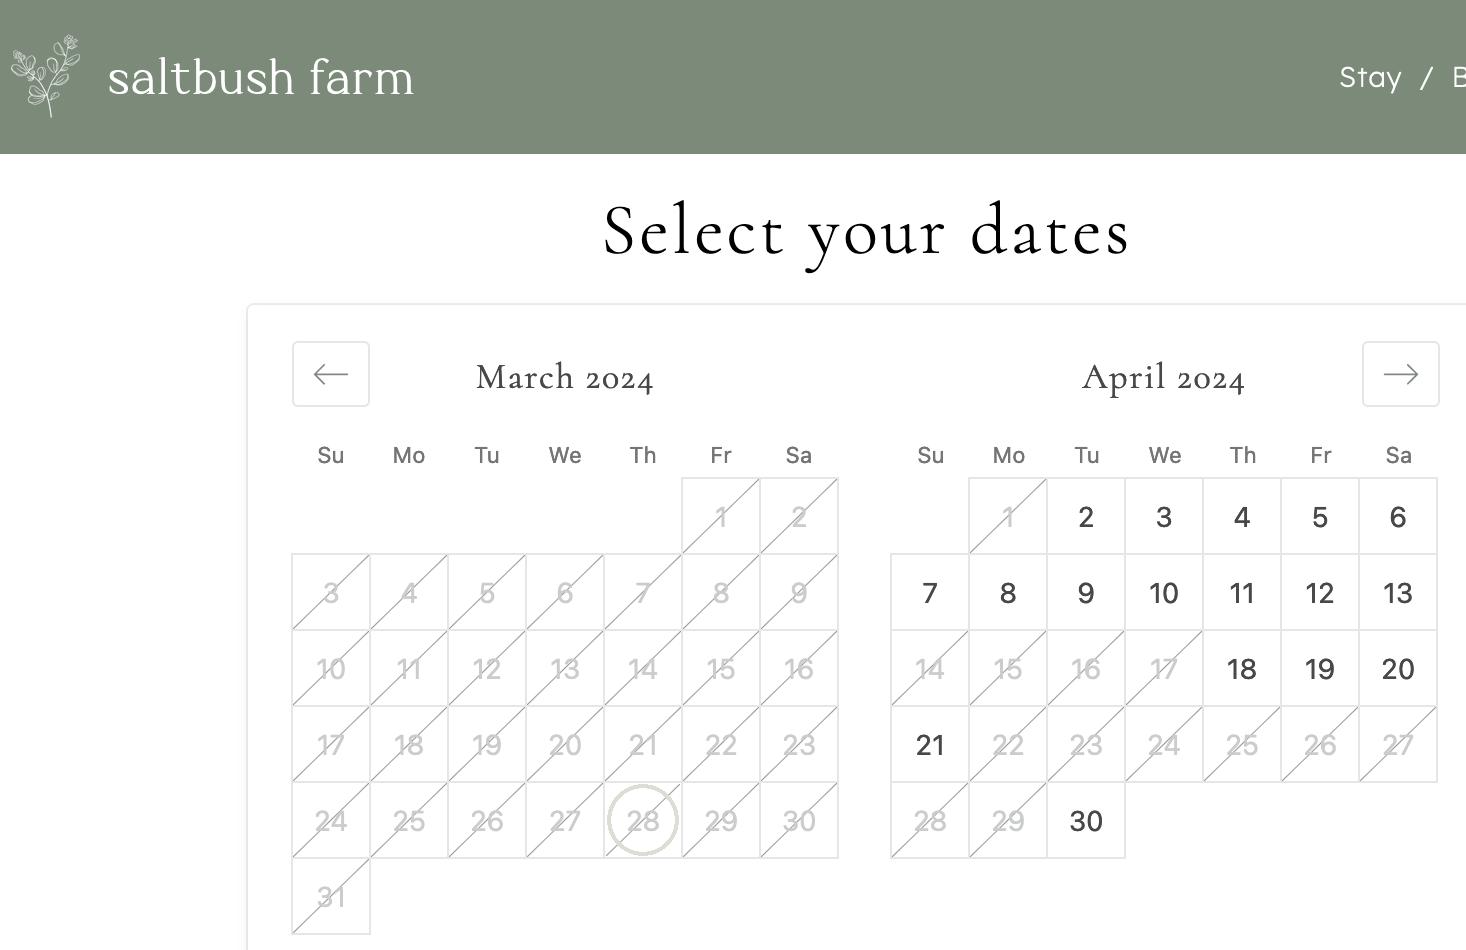 saltbush farm
Stay / B
Select your dates
March 2024
Su Mo Tu We Th Fr Sa
1 2
3 4 5 6 7 8 9
10 11 12 13 14 15 16
17 18 19 20 21 22 23
24 25 26 27 28 29 30
31
April 2024
Su Mo Tu We Th Fr Sa
1 2 3 4 5 6
7 8 9 10 11 12 13
14 15 16 17 18 19 20
21 22 23 24 25 26 27
28 29 30